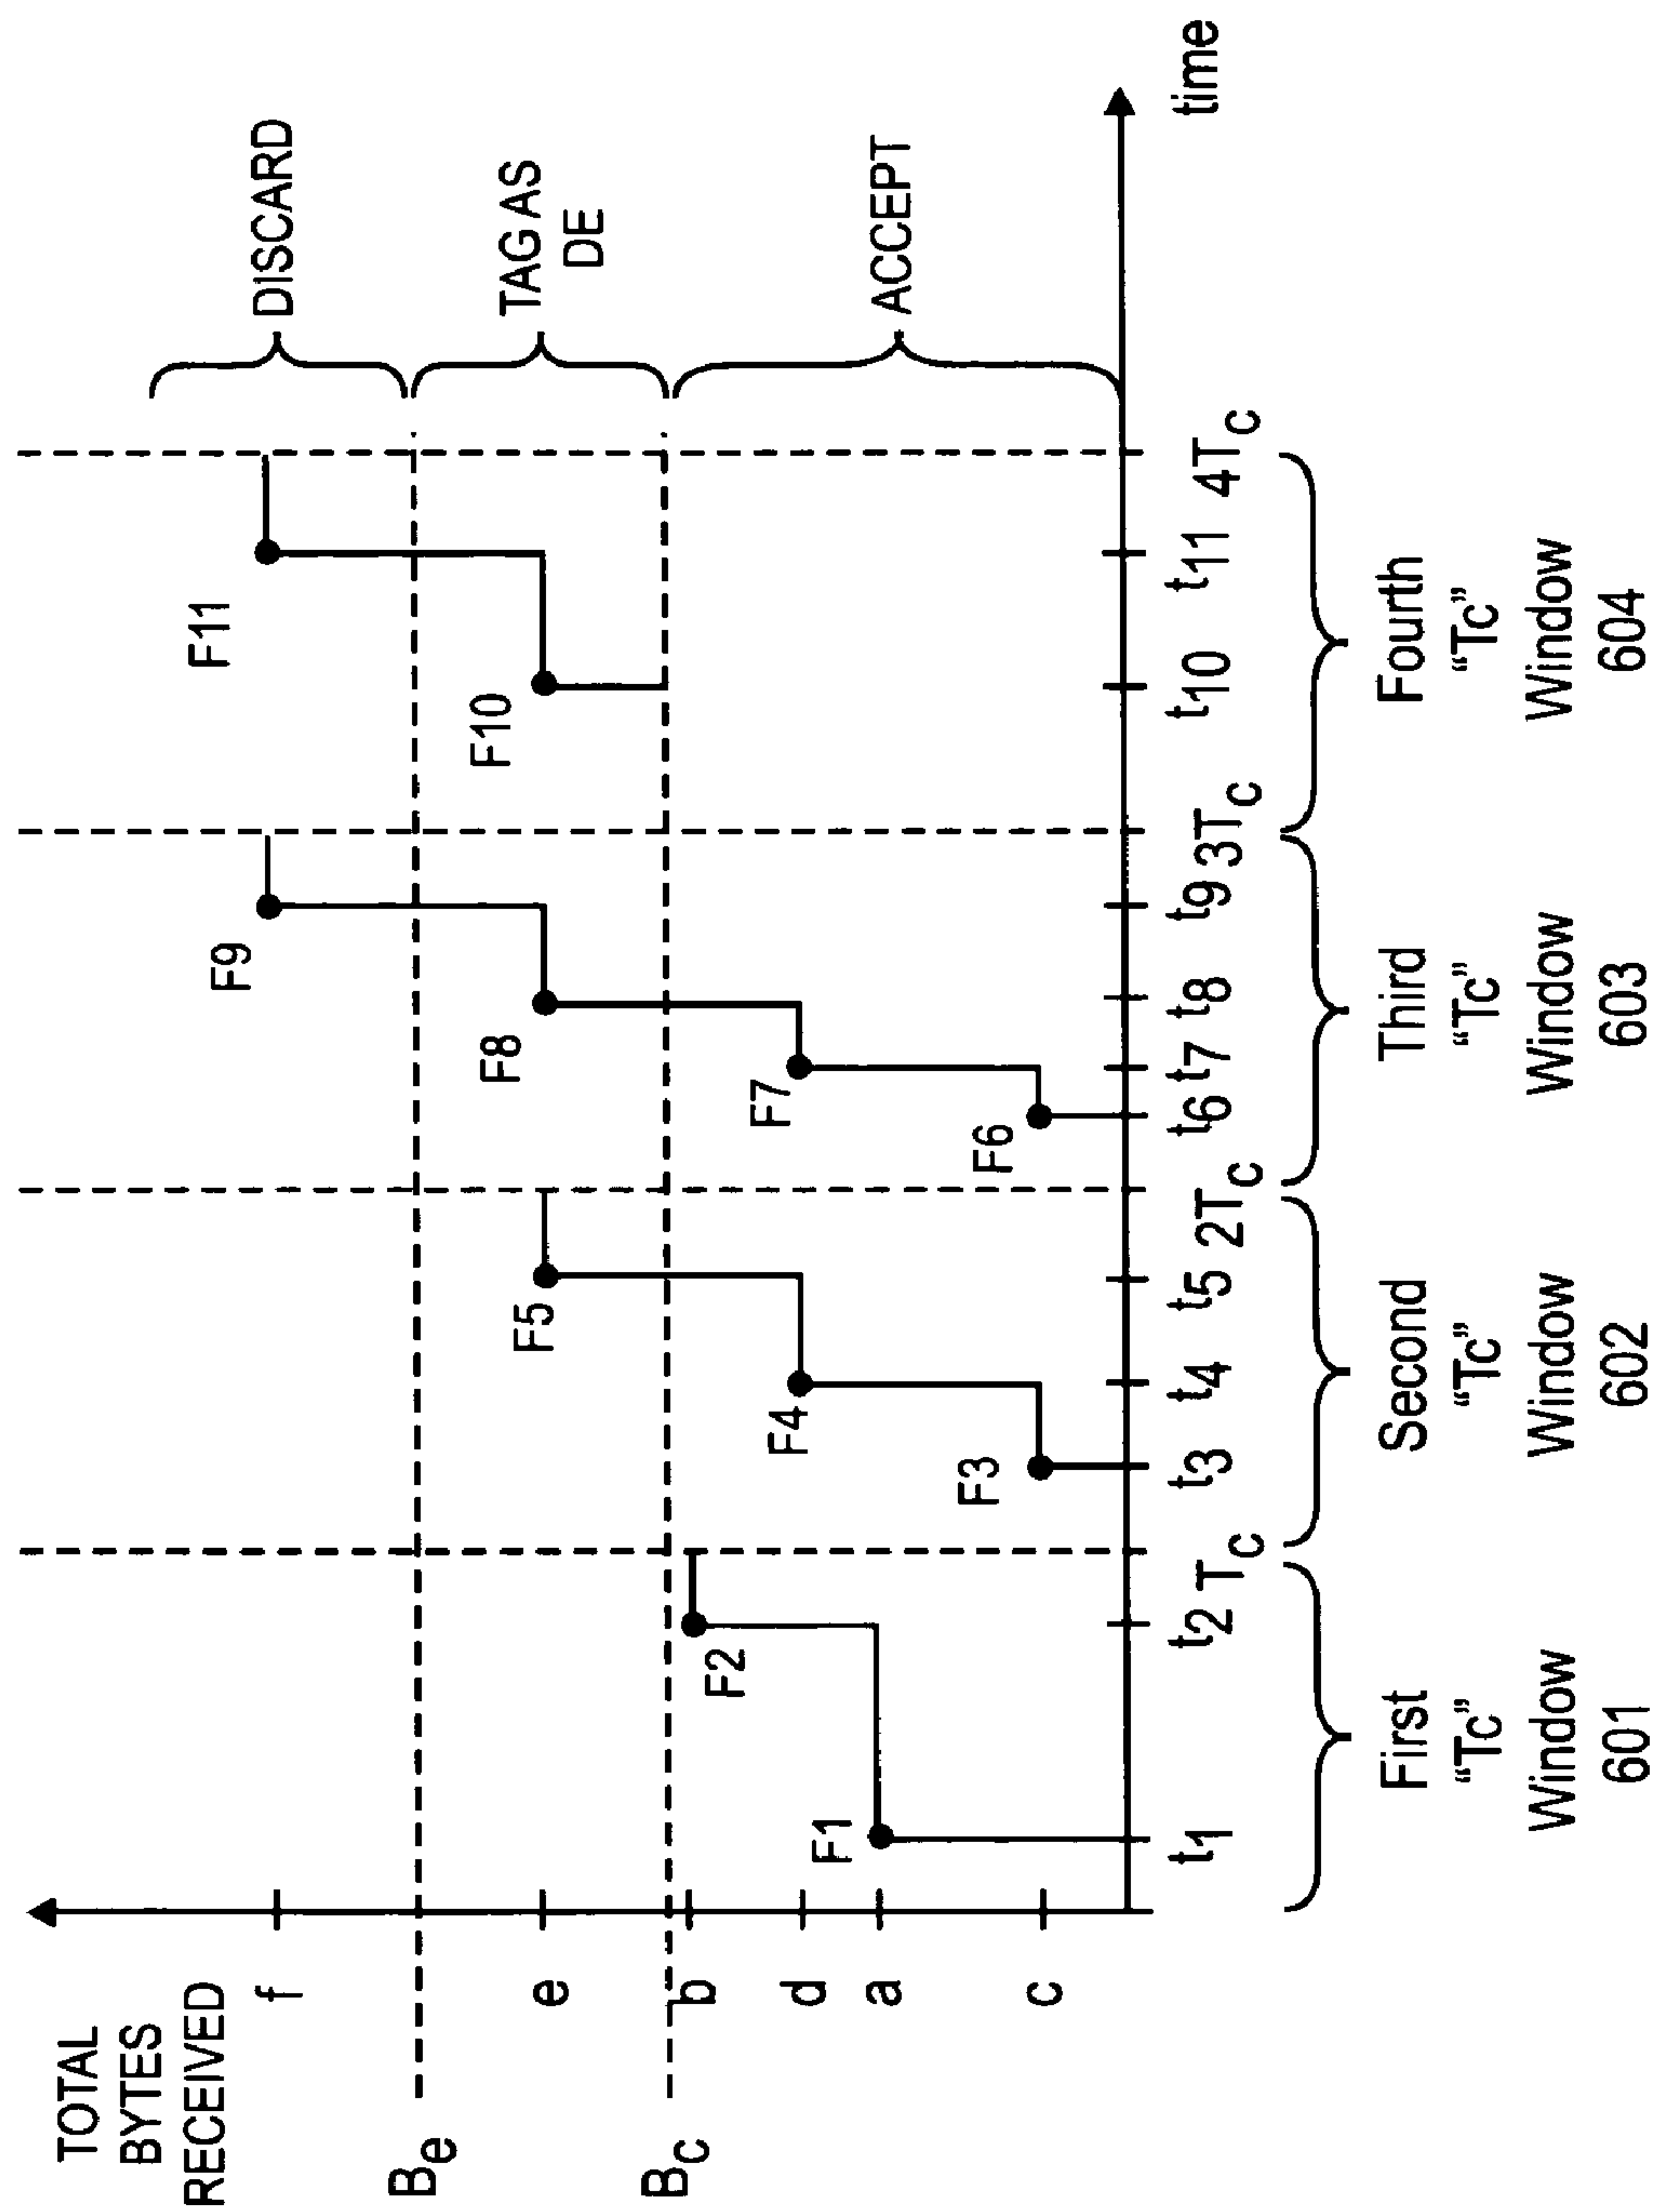 TOTAL
BYTES
RECEIVED
f
Be
e
Bc
b
d
a
c
F1
F2
F3
F4
F5
F6
F7
F8
F9
F10
F11
DISCARD
TAG AS
DE
ACCEPT
t1 t2 Tc t3 t4 t5 2Tc t6 t7 t8 t9 3Tc t10 t11 4Tc
time
First
“Tc”
Window
601
Second
“Tc”
Window
602
Third
“Tc”
Window
603
Fourth
“Tc”
Window
604